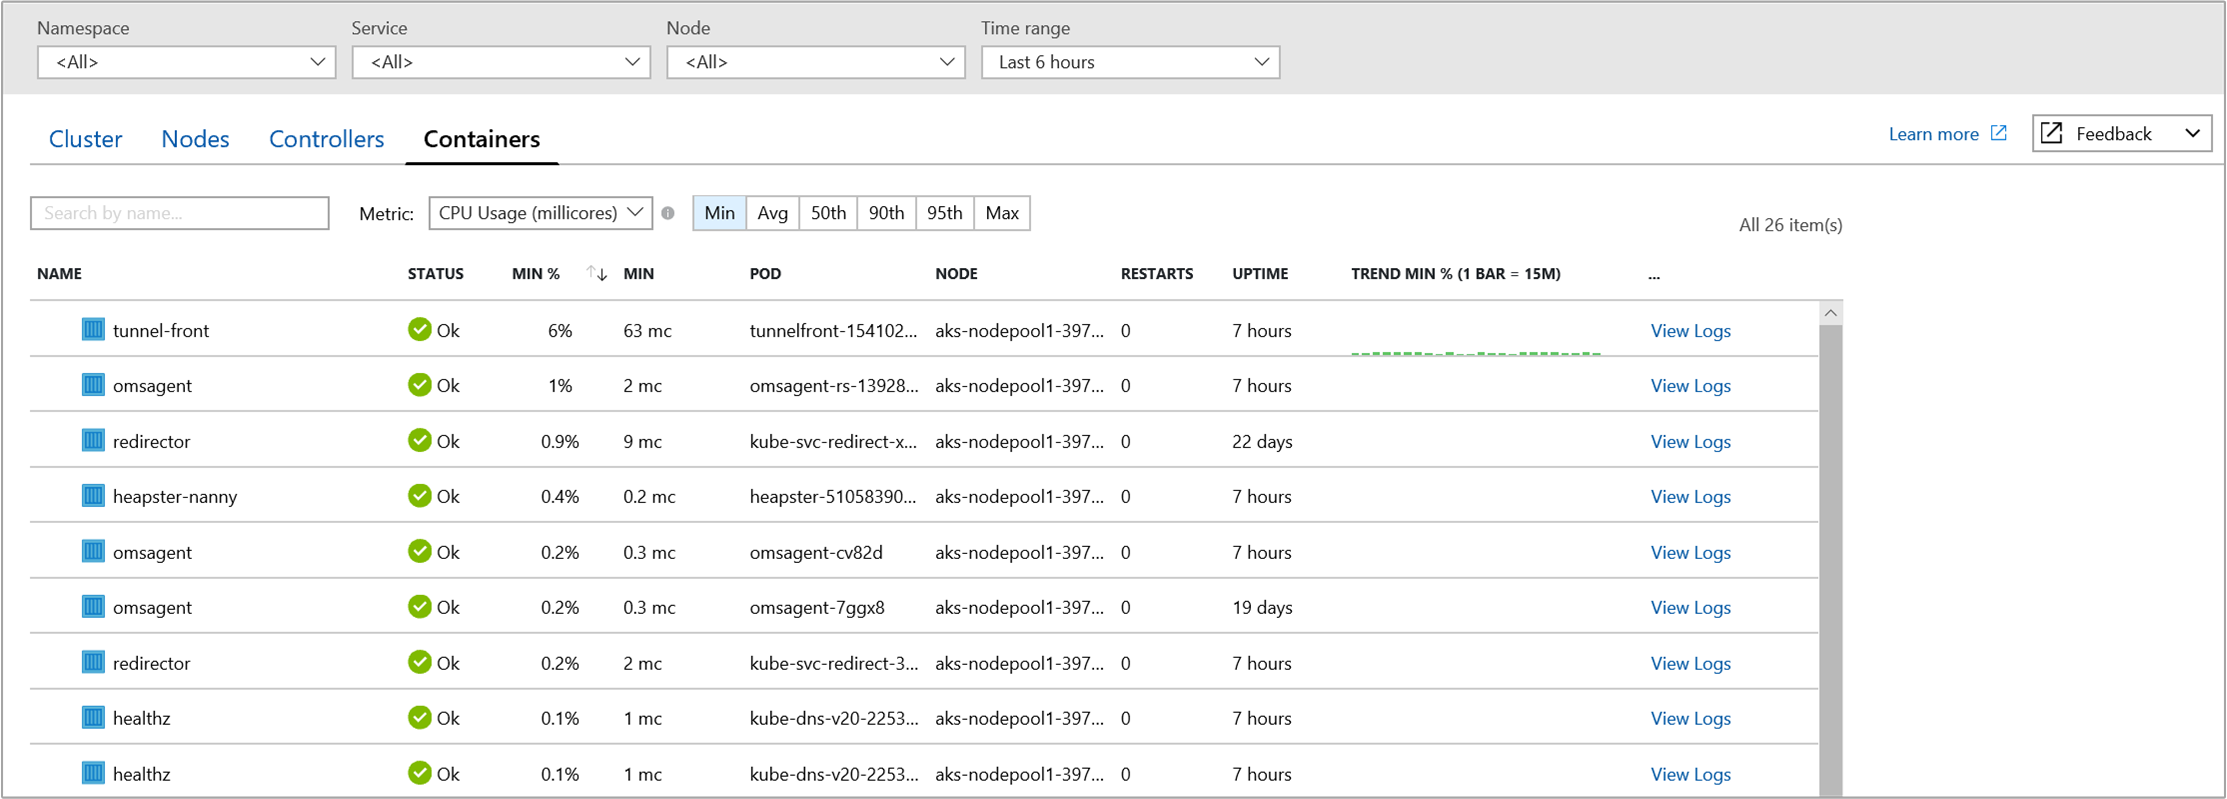 Namespace Service Node Time range
<All> <All> <All> Last 6 hours
Cluster Nodes Controllers Containers Learn more Feedback
Search by name... Metric: CPU Usage (millicores) Min Avg 50th 90th 95th Max
All 26 item(s)
NAME STATUS MIN % MIN POD NODE RESTARTS UPTIME TREND MIN % (1 BAR = 15M) ...
tunnel-front Ok 6% 63 mc tunnelfront-154102... aks-nodepool1-397... 0 7 hours View Logs
omsagent Ok 1% 2 mc omsagent-rs-13928... aks-nodepool1-397... 0 7 hours View Logs
redirector Ok 0.9% 9 mc kube-svc-redirect-x... aks-nodepool1-397... 0 22 days View Logs
heapster-nanny Ok 0.4% 0.2 mc heapster-51058390... aks-nodepool1-397... 0 7 hours View Logs
omsagent Ok 0.2% 0.3 mc omsagent-cv82d aks-nodepool1-397... 0 7 hours View Logs
omsagent Ok 0.2% 0.3 mc omsagent-7ggx8 aks-nodepool1-397... 0 19 days View Logs
redirector Ok 0.2% 2 mc kube-svc-redirect-3... aks-nodepool1-397... 0 7 hours View Logs
healthz Ok 0.1% 1 mc kube-dns-v20-2253... aks-nodepool1-397... 0 7 hours View Logs
healthz Ok 0.1% 1 mc kube-dns-v20-2253... aks-nodepool1-397... 0 7 hours View Logs